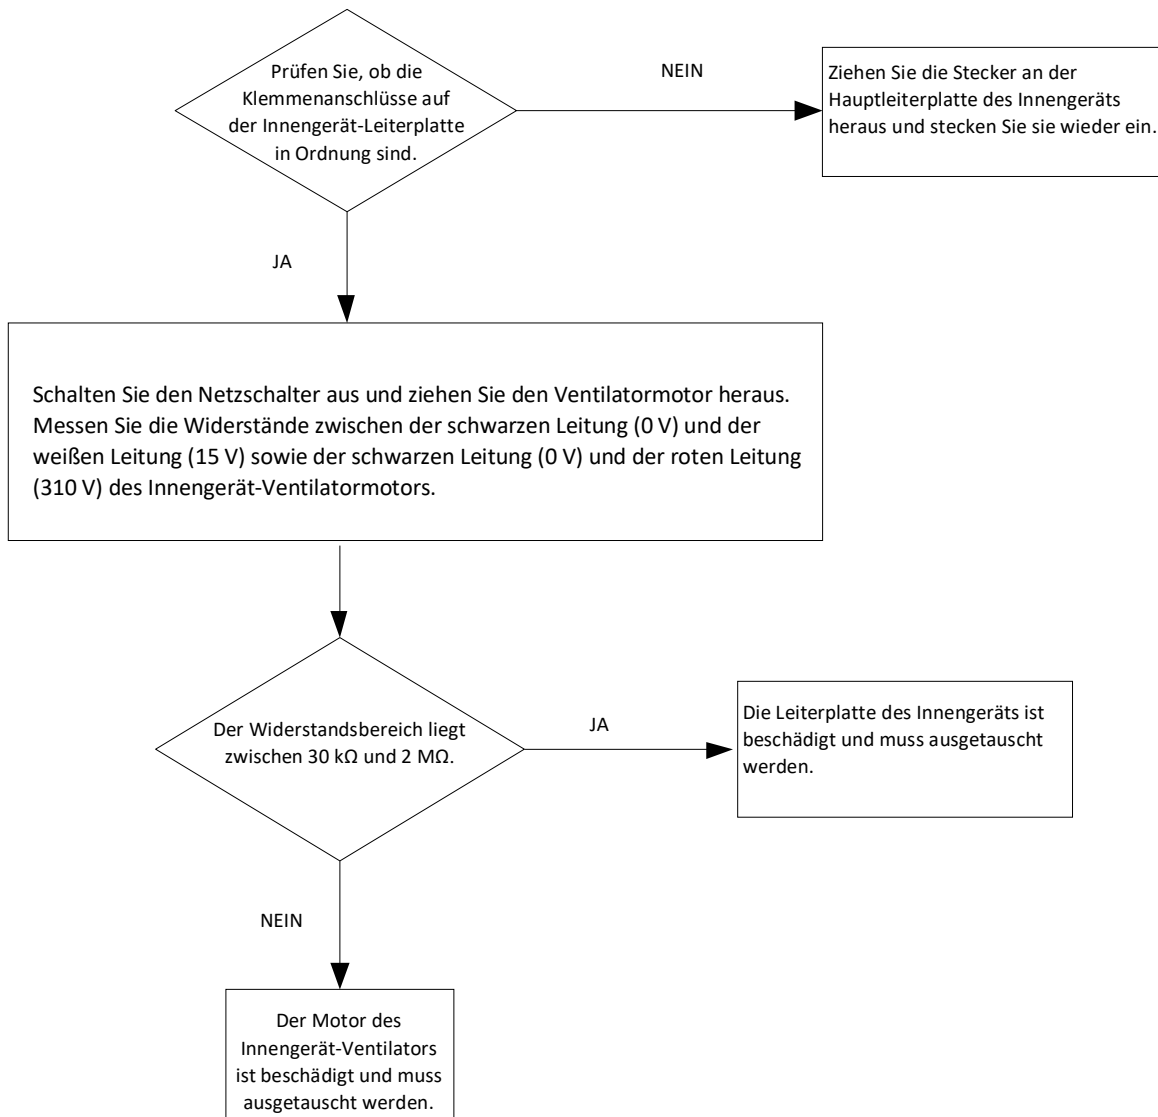 Prüfen Sie, ob die
Klemmenanschlüsse auf
der Innengerät-Leiterplatte
in Ordnung sind.
NEIN
Ziehen Sie die Stecker an der
Hauptleiterplatte des Innengeräts
heraus und stecken Sie sie wieder ein.
JA
Schalten Sie den Netzschalter aus und ziehen Sie den Ventilatormotor heraus.
Messen Sie die Widerstände zwischen der schwarzen Leitung (0 V) und der
weißen Leitung (15 V) sowie der schwarzen Leitung (0 V) und der roten Leitung
(310 V) des Innengerät-Ventilatormotors.
Der Widerstandsbereich liegt
zwischen 30 kΩ und 2 MΩ.
JA
Die Leiterplatte des Innengeräts ist
beschädigt und muss ausgetauscht
werden.
NEIN
Der Motor des
Innengerät-Ventilators
ist beschädigt und muss
ausgetauscht werden.